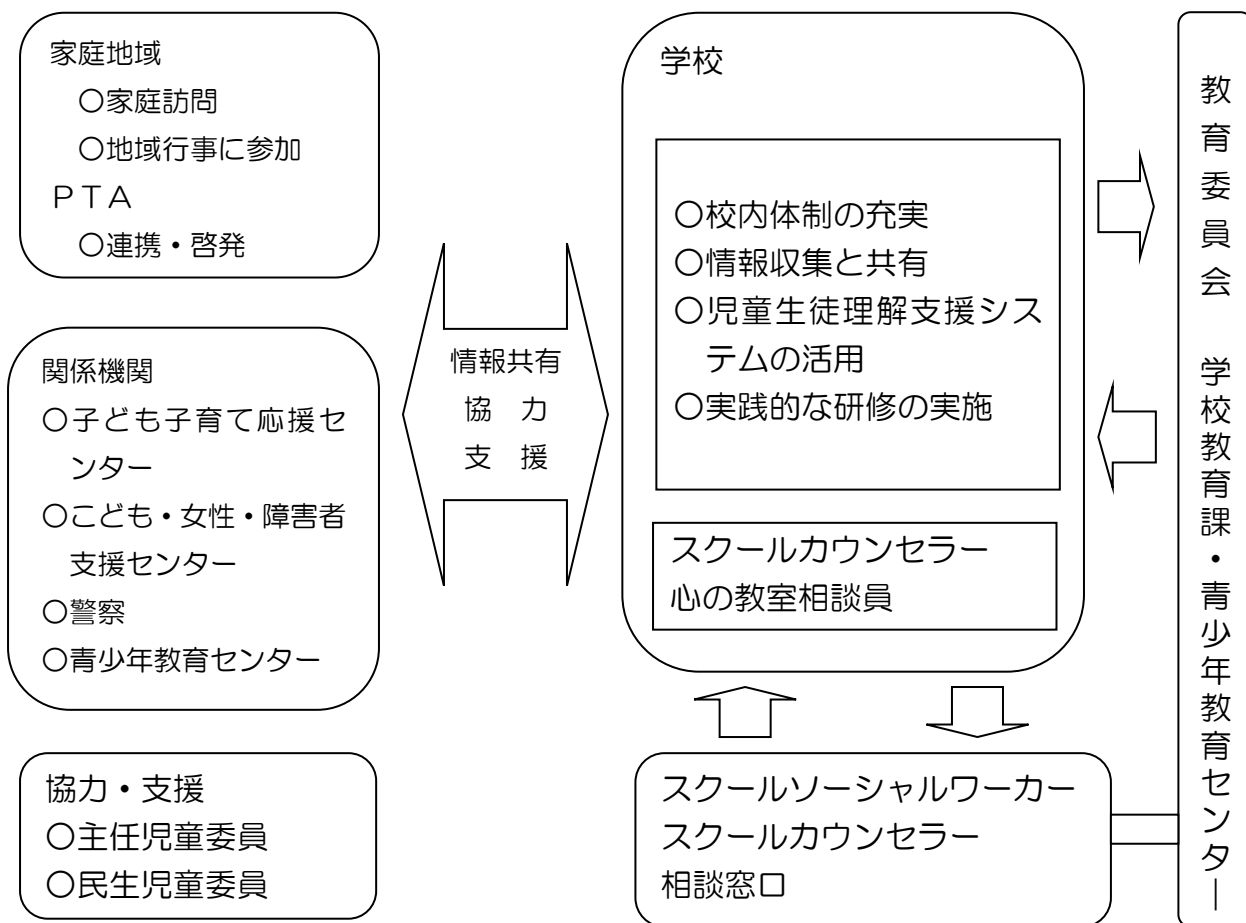 家庭地域
○家庭訪問
○地域行事に参加
ＰＴＡ
○連携・啓発
関係機関
○子ども子育て応援セ
ンター
○こども・女性・障害者
支援センター
○警察
○青少年教育センター
協力・支援
○主任児童委員
○民生児童委員
情報共有
協　力
支　援
学校
○校内体制の充実
○情報収集と共有
○児童生徒理解支援シス
テムの活用
○実践的な研修の実施
スクールカウンセラー
心の教室相談員
スクールソーシャルワーカー
スクールカウンセラー
相談窓口
教育委員会　学校教育課・青少年教育センター